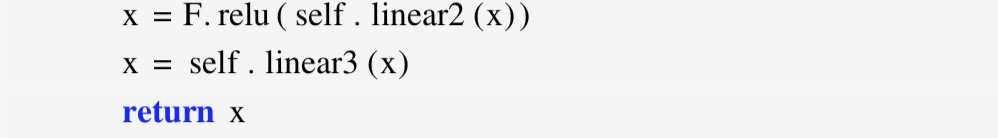 x = F. relu ( self . linear2 (x))
x = self . linear3 (x)
return x